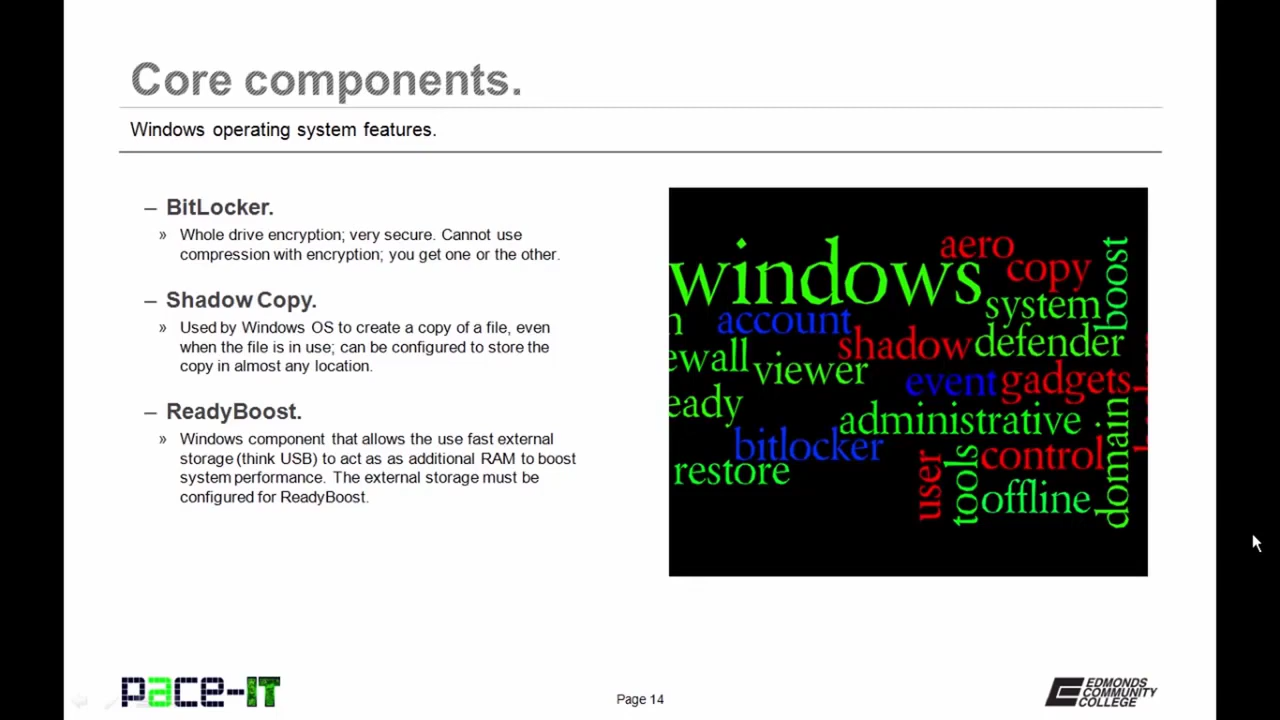 Core components.
Windows operating system features.
– BitLocker.
» Whole drive encryption; very secure. Cannot use
compression with encryption; you get one or the other.
– Shadow Copy.
» Used by Windows OS to create a copy of a file, even
when the file is in use; can be configured to store the
copy in almost any location.
– ReadyBoost.
» Windows component that allows the use fast external
storage (think USB) to act as as additional RAM to boost
system performance. The external storage must be
configured for ReadyBoost.
windows
aero
copy
boost
system
account
shadow
defender
ewall
viewer
event
gadgets
eady
administrative
domain
bitlocker
control
restore
user
tools
offline
pace-IT
Page 14
EDMONDS
COMMUNITY
COLLEGE